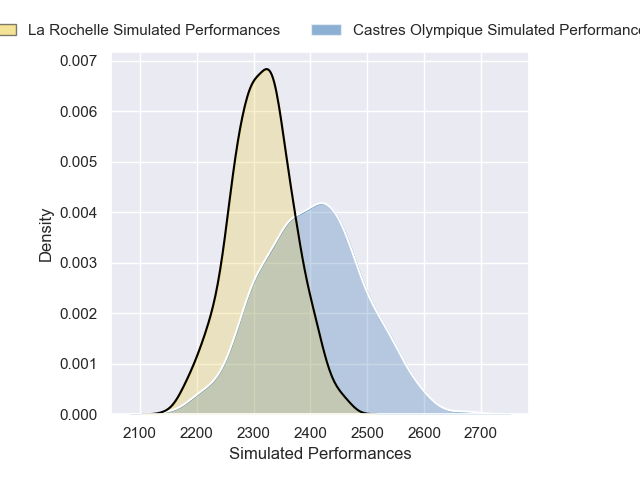 La Rochelle Simulated Performances Castres Olympique Simulated
0.007
0.006
0.005
0.004
0.003
0.002
0.001
0.000
Density
2100 2200 2300 2400 2500 2600 2700
Simulated Performances